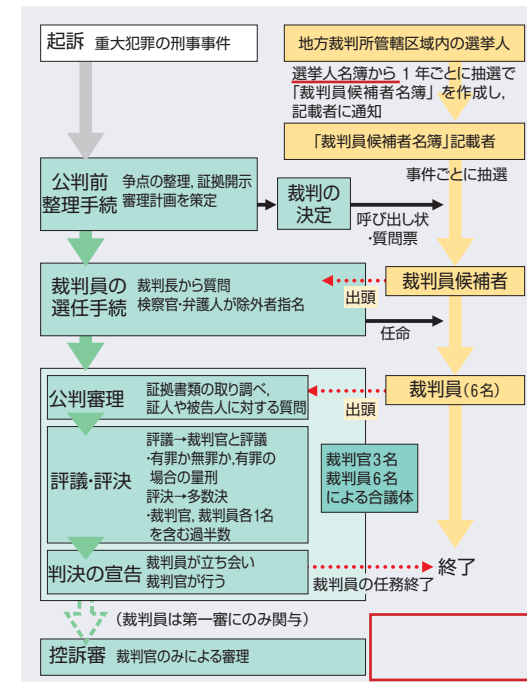 起訴 重大犯罪の刑事事件
地方裁判所管轄区域内の選挙人
選挙人名簿から1年ごとに抽選で
「裁判員候補者名簿」を作成し,
記載者に通知
「裁判員候補者名簿」記載者
事件ごとに抽選
公判前
整理手続
争点の整理, 証拠開示
審理計画を策定
裁判の
決定
呼び出し状
・質問票
裁判員の
選任手続
裁判長から質問
検察官・弁護人が除外者指名
出頭
裁判員候補者
任命
公判審理
証拠書類の取り調べ,
証人や被告人に対する質問
出頭
裁判員(6名)
評議・評決
評議→裁判官と評議
・有罪か無罪か,有罪の
場合の量刑
評決→多数決
・裁判官, 裁判員各1名
を含む過半数
裁判官3名
裁判員6名
による合議体
判決の宣告
裁判員が立ち会い
裁判官が行う
裁判員の任務終了
終了
(裁判員は第一審にのみ関与)
控訴審 裁判官のみによる審理